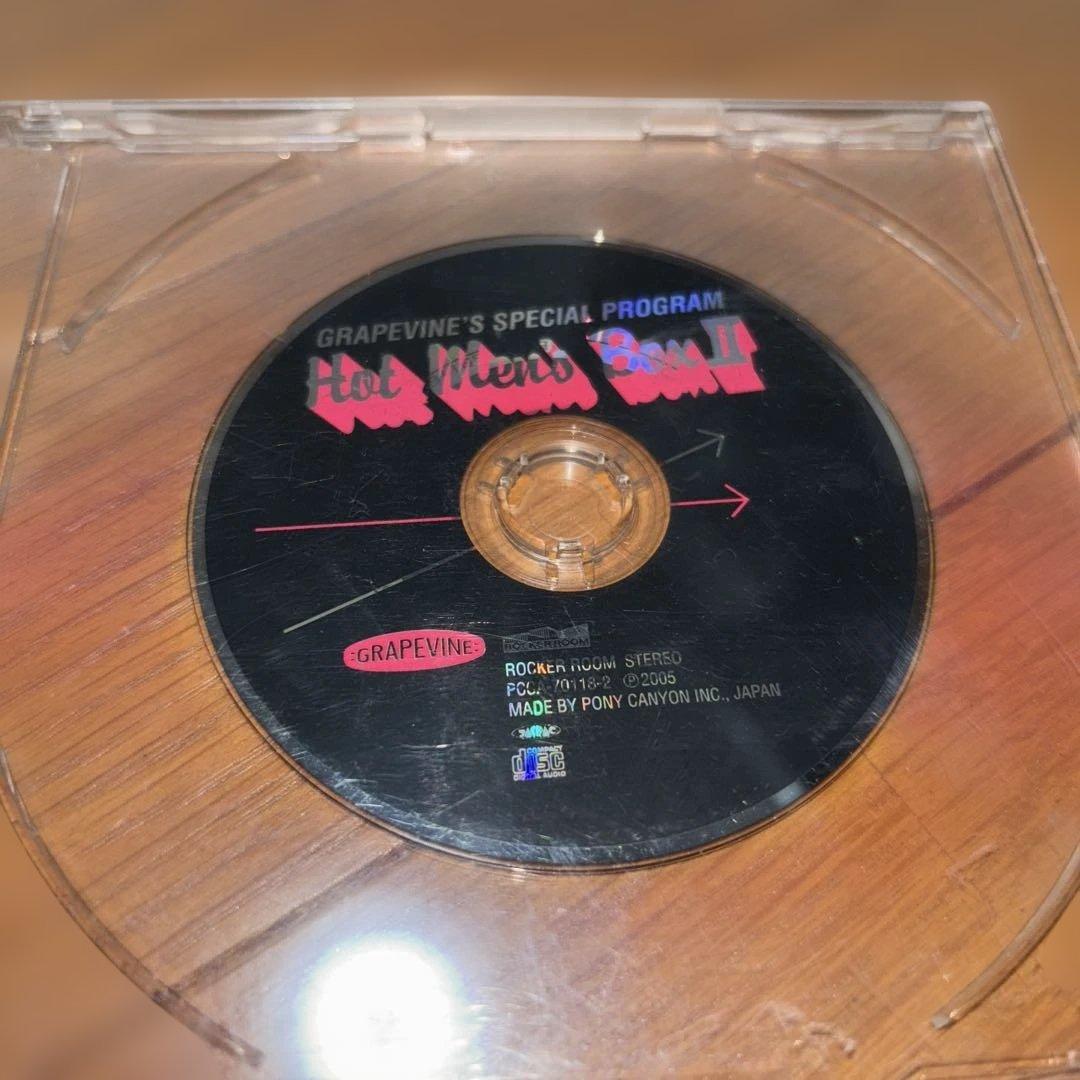 GRAPEVINE'S SPECIAL PROGRAM
Hot Men's Box II
GRAPEVINE
ROCKER ROOM
ROCKER ROOM STEREO
PCCA-70118-2 Ⓟ2005
MADE BY PONY CANYON INC., JAPAN
COMPACT
disc
DIGITAL AUDIO